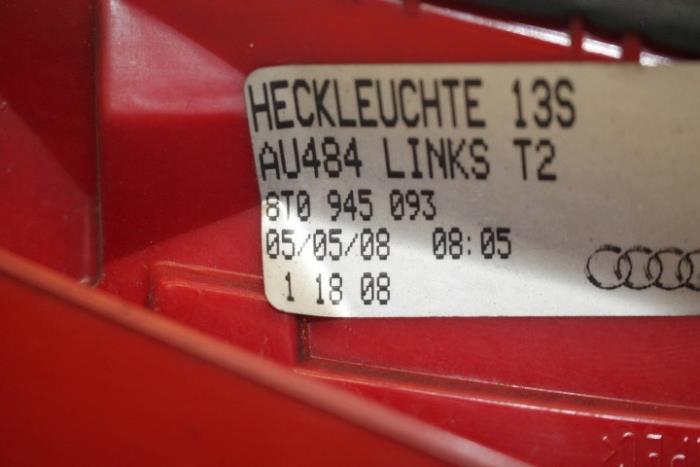 HECKLEUCHTE 13S
AU484 LINKS T2
8T0 945 093
05/05/08 08:05
1 18 08